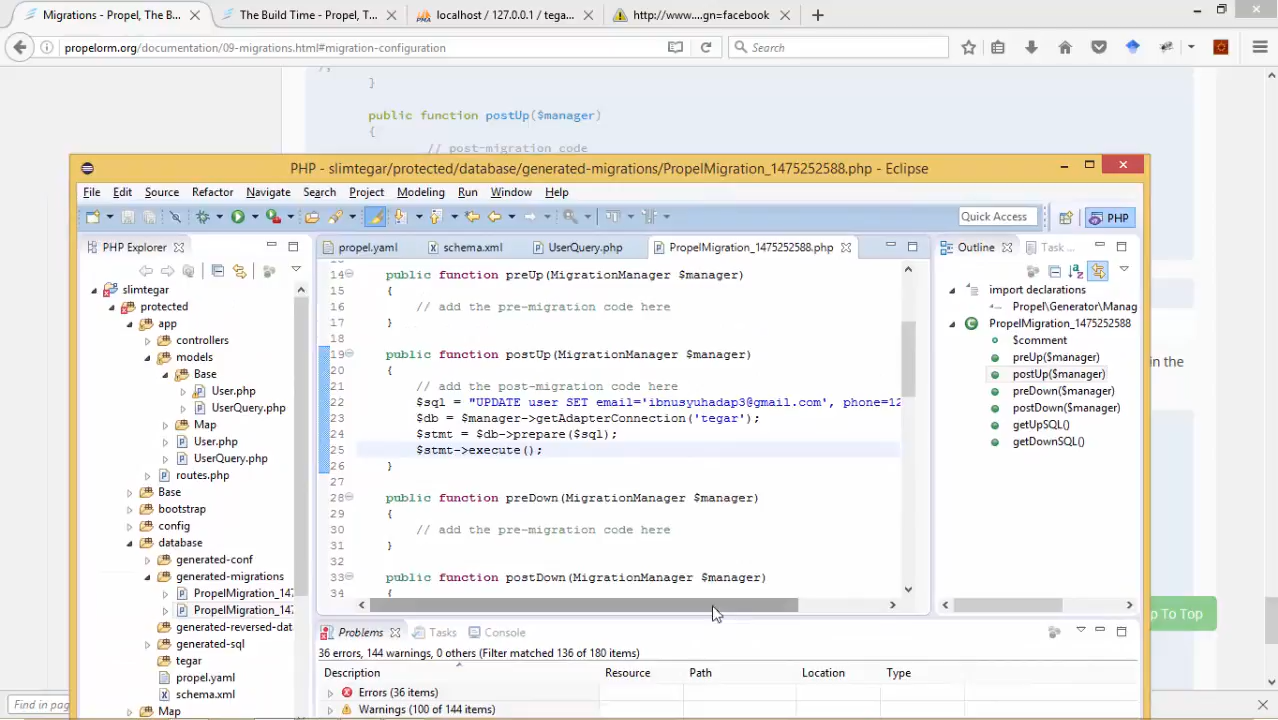 Migrations - Propel, The B...
The Build Time - Propel, T...
localhost / 127.0.0.1 / tega...
http://www....gn=facebook
propelorm.org/documentation/09-migrations.html#migration-configuration
Search
}
public function postUp($manager)
{
// post-migration code
PHP - slimtegar/protected/database/generated-migrations/PropelMigration_1475252588.php - Eclipse
File Edit Source Refactor Navigate Search Project Modeling Run Window Help
Quick Access
PHP
PHP Explorer
slimtegar
protected
app
controllers
models
Base
User.php
UserQuery.php
Map
User.php
UserQuery.php
routes.php
Base
bootstrap
config
database
generated-conf
generated-migrations
PropelMigration_147
PropelMigration_147
generated-reversed-dat
generated-sql
tegar
propel.yaml
schema.xml
Map
propel.yaml
schema.xml
UserQuery.php
PropelMigration_1475252588.php
14 public function preUp(MigrationManager $manager)
15 {
16 // add the pre-migration code here
17 }
18
19 public function postUp(MigrationManager $manager)
20 {
21 // add the post-migration code here
22 $sql = "UPDATE user SET email='ibnusyuhadap3@gmail.com', phone=12
23 $db = $manager->getAdapterConnection('tegar');
24 $stmt = $db->prepare($sql);
25 $stmt->execute();
26 }
27
28 public function preDown(MigrationManager $manager)
29 {
30 // add the pre-migration code here
31 }
32
33 public function postDown(MigrationManager $manager)
34 {
Outline
Task ...
import declarations
Propel\Generator\Manag
PropelMigration_1475252588
$comment
preUp($manager)
postUp($manager)
preDown($manager)
postDown($manager)
getUpSQL()
getDownSQL()
in the
p To Top
Problems
Tasks
Console
36 errors, 144 warnings, 0 others (Filter matched 136 of 180 items)
Description Resource Path Location Type
Errors (36 items)
Warnings (100 of 144 items)
Find in pag